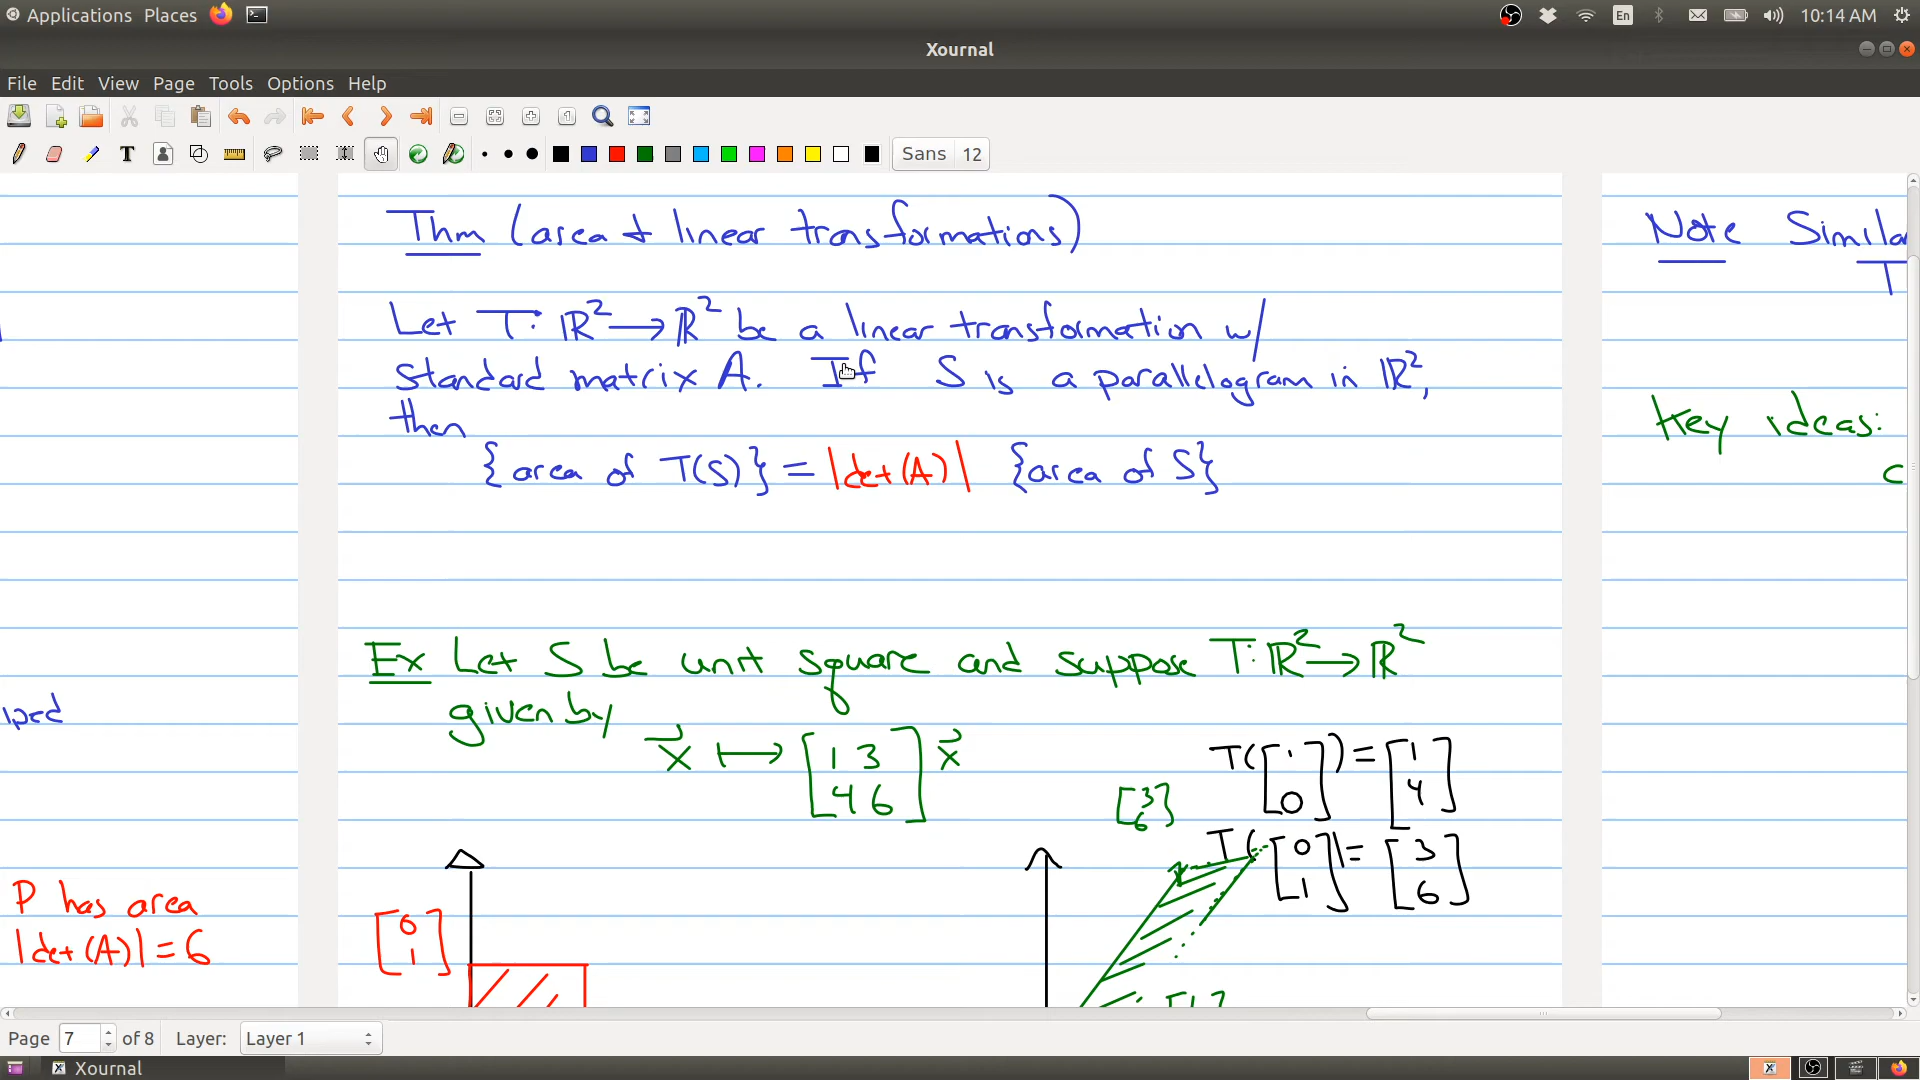 Applications Places En 10:14 AM
Xournal
File Edit View Page Tools Options Help
Sans 12
Thm (area & linear transformations)
Let T: ℝ² → ℝ² be a linear transformation w/
standard matrix A. If S is a parallelogram in ℝ²,
then
{area of T(S)} = |det(A)| {area of S}
Ex Let S be unit square and suppose T: ℝ² → ℝ²
given by
x⃗ ↦ [1 3; 4 6] x⃗
T([1; 0]) = [1; 4]
[3; 6]
T([0; 1]) = [3; 6]
[0; 1]
P has area
|det(A)| = 6
Note
Key ideas:
Page 7 of 8 Layer: Layer 1
Xournal